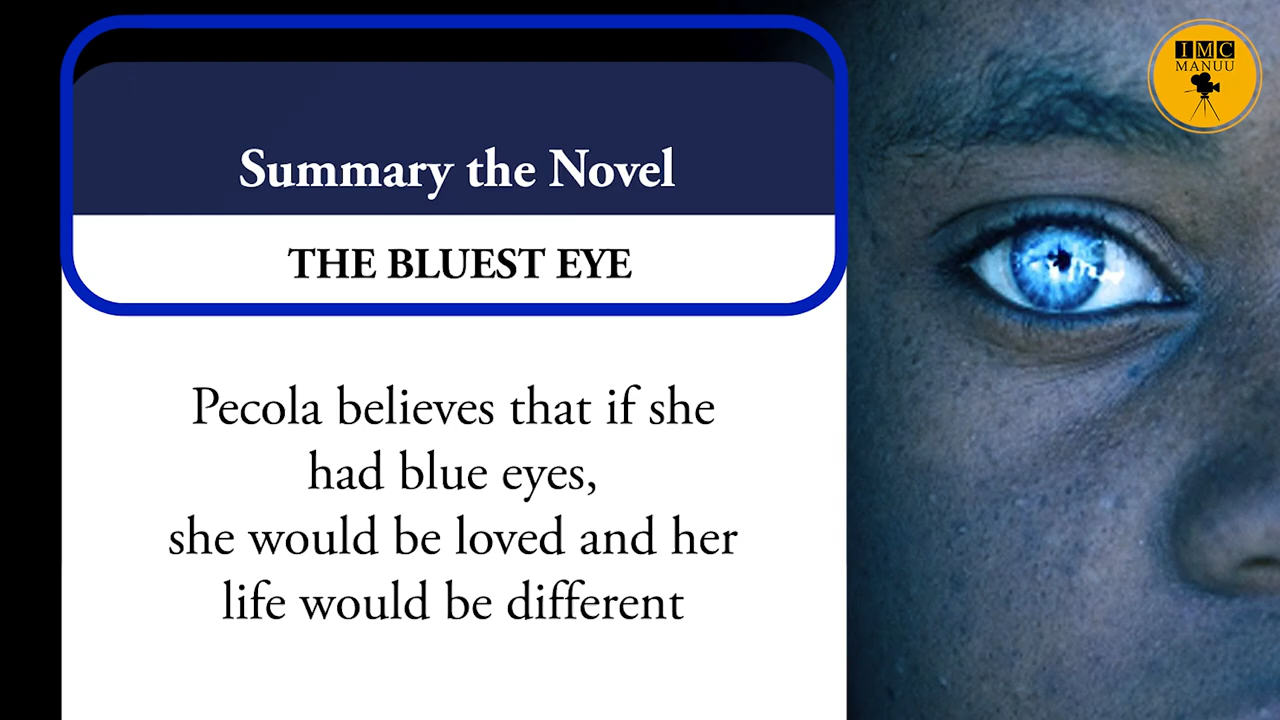 IMC
MANUU
Summary the Novel
THE BLUEST EYE
Pecola believes that if she
had blue eyes,
she would be loved and her
life would be different